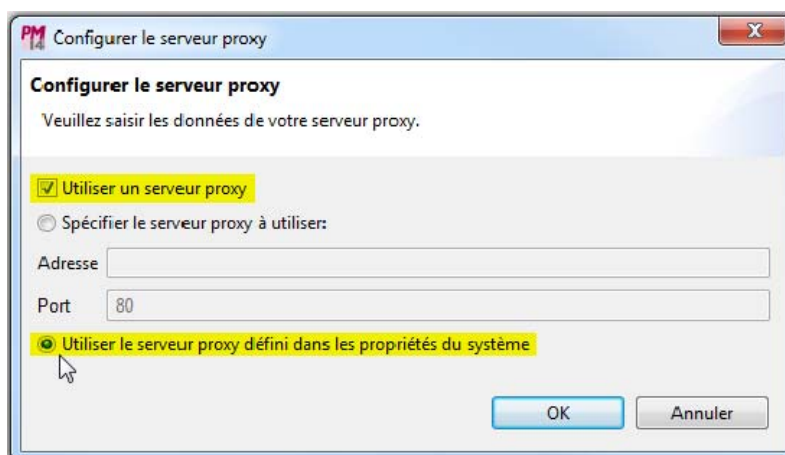 PM
14
Configurer le serveur proxy
Configurer le serveur proxy
Veuillez saisir les données de votre serveur proxy.
Utiliser un serveur proxy
Spécifier le serveur proxy à utiliser:
Adresse
Port 80
Utiliser le serveur proxy défini dans les propriétés du système
OK Annuler